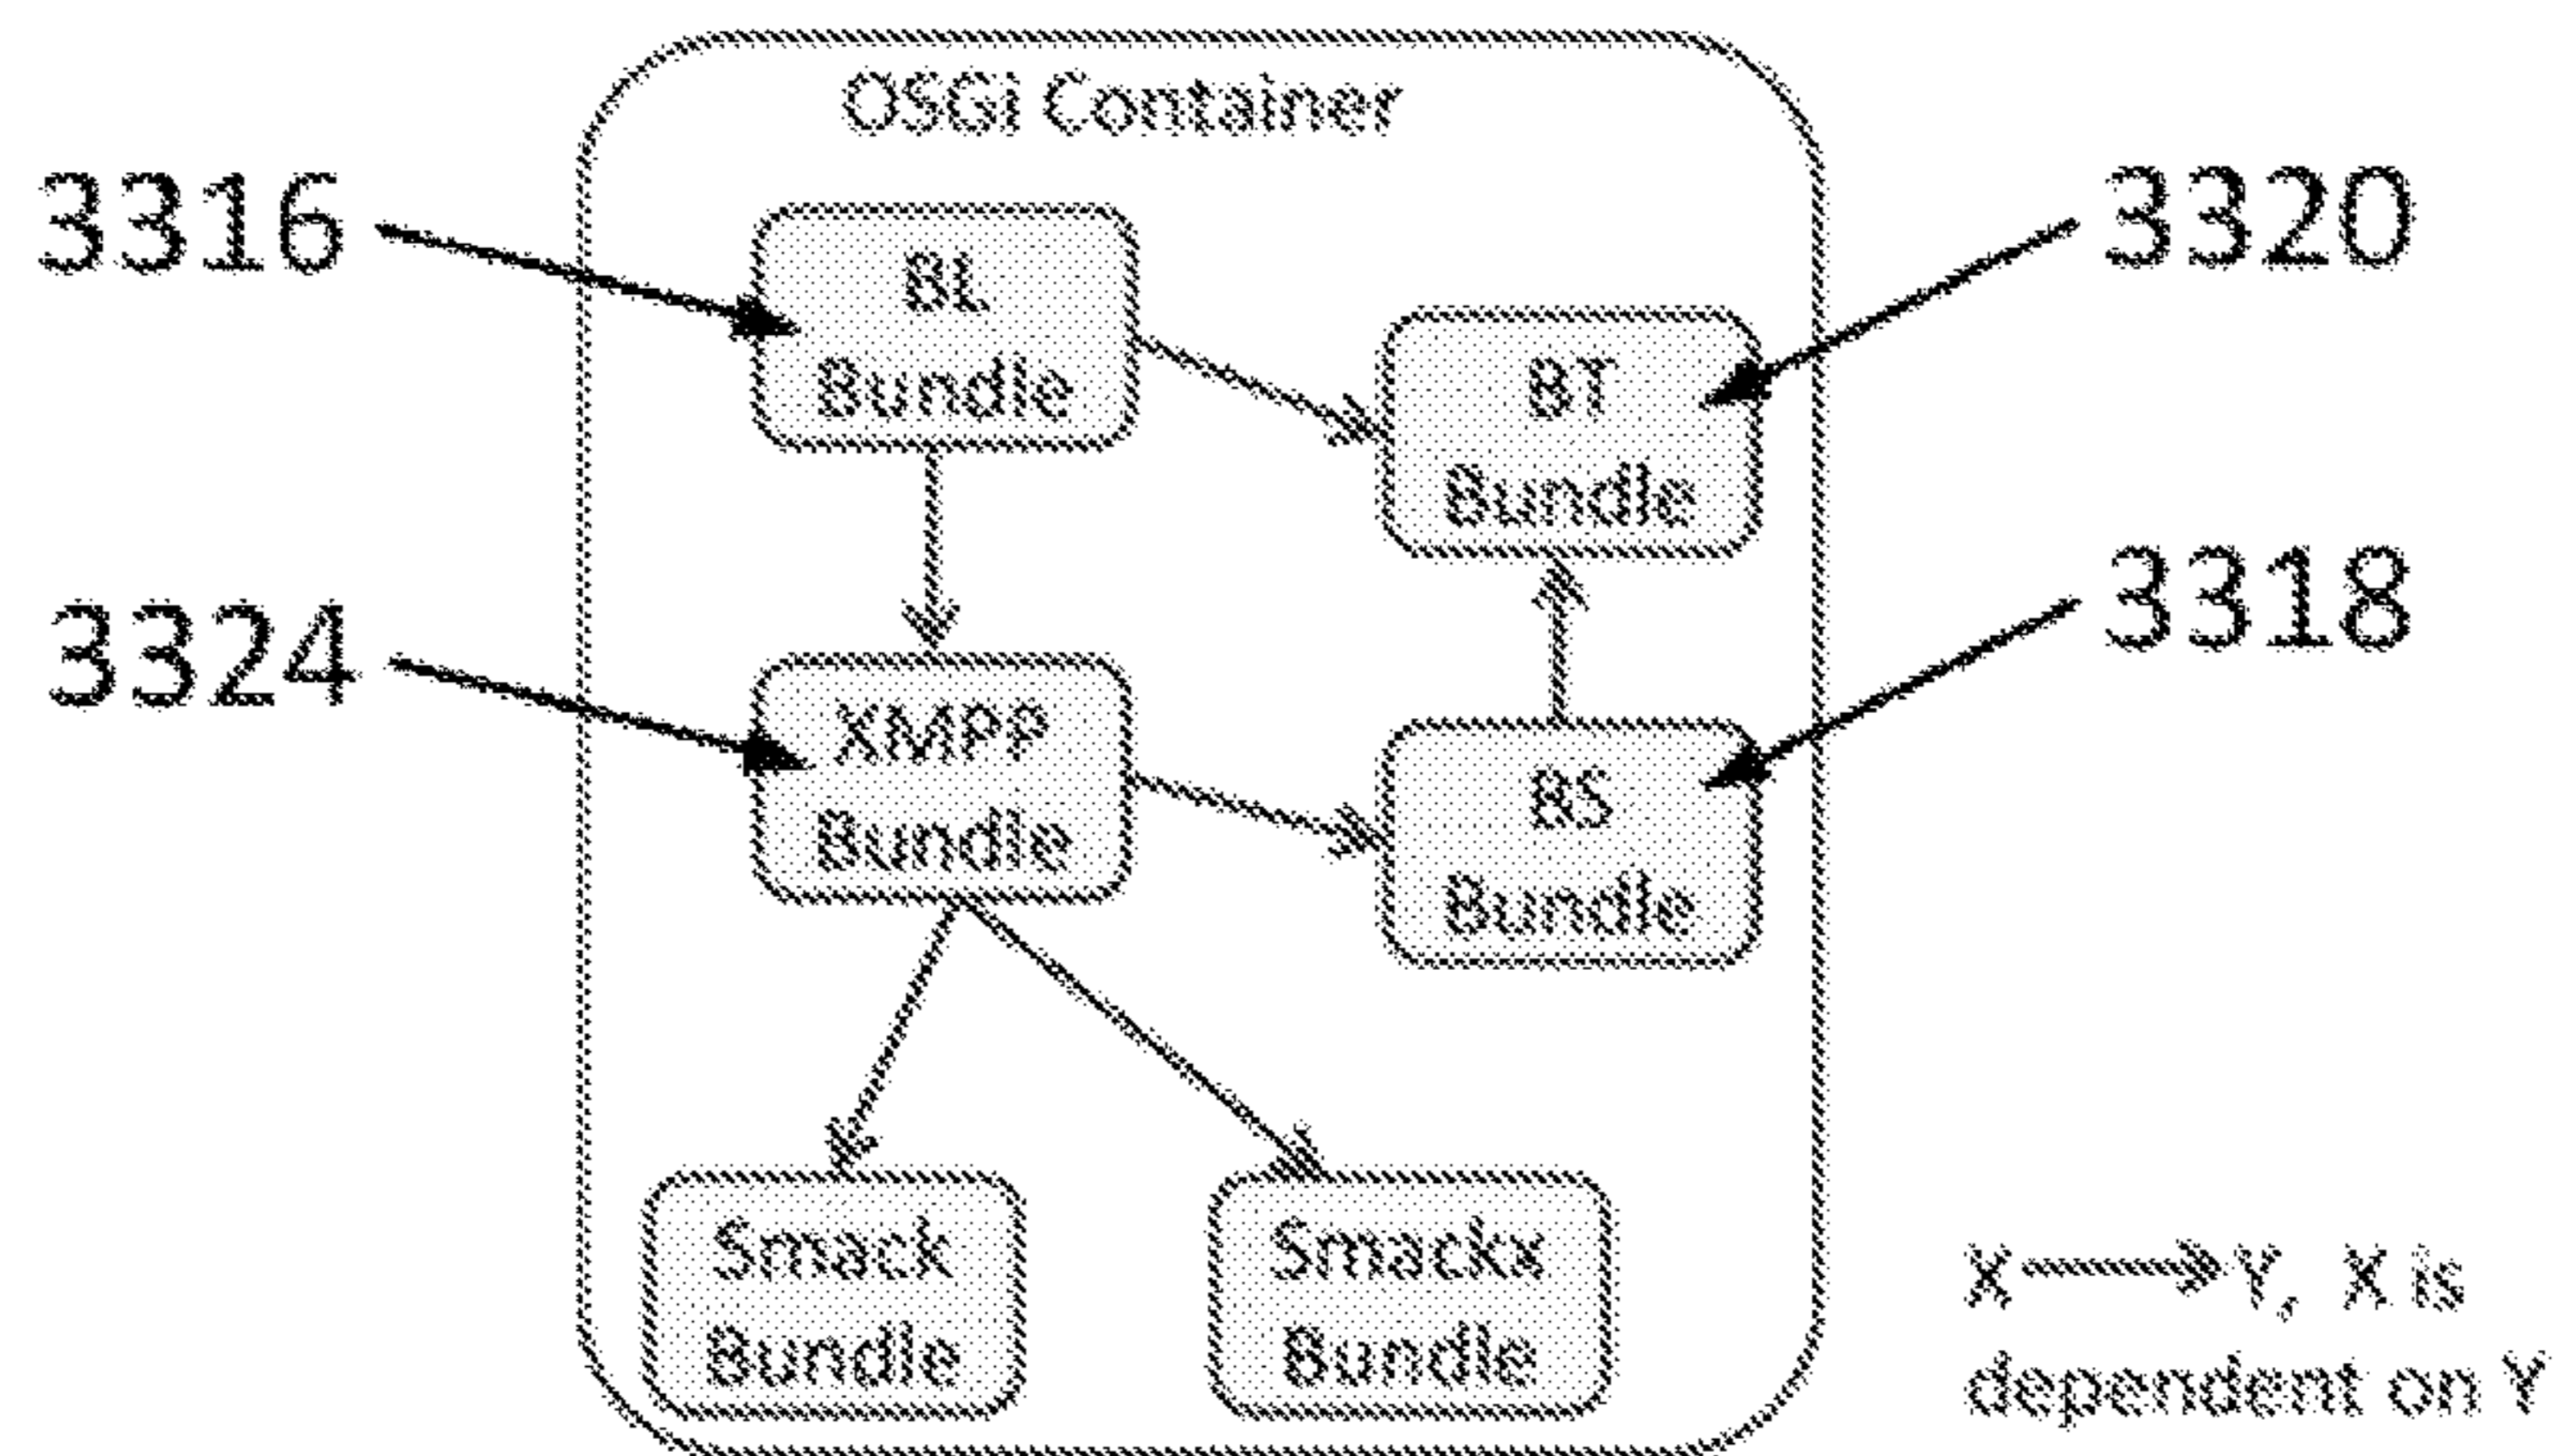 OSGi Container
3316
BL
Bundle
3320
BT
Bundle
3324
XMPP
Bundle
3318
BS
Bundle
Smack
Bundle
Smackx
Bundle
X Y, X is
dependent on Y